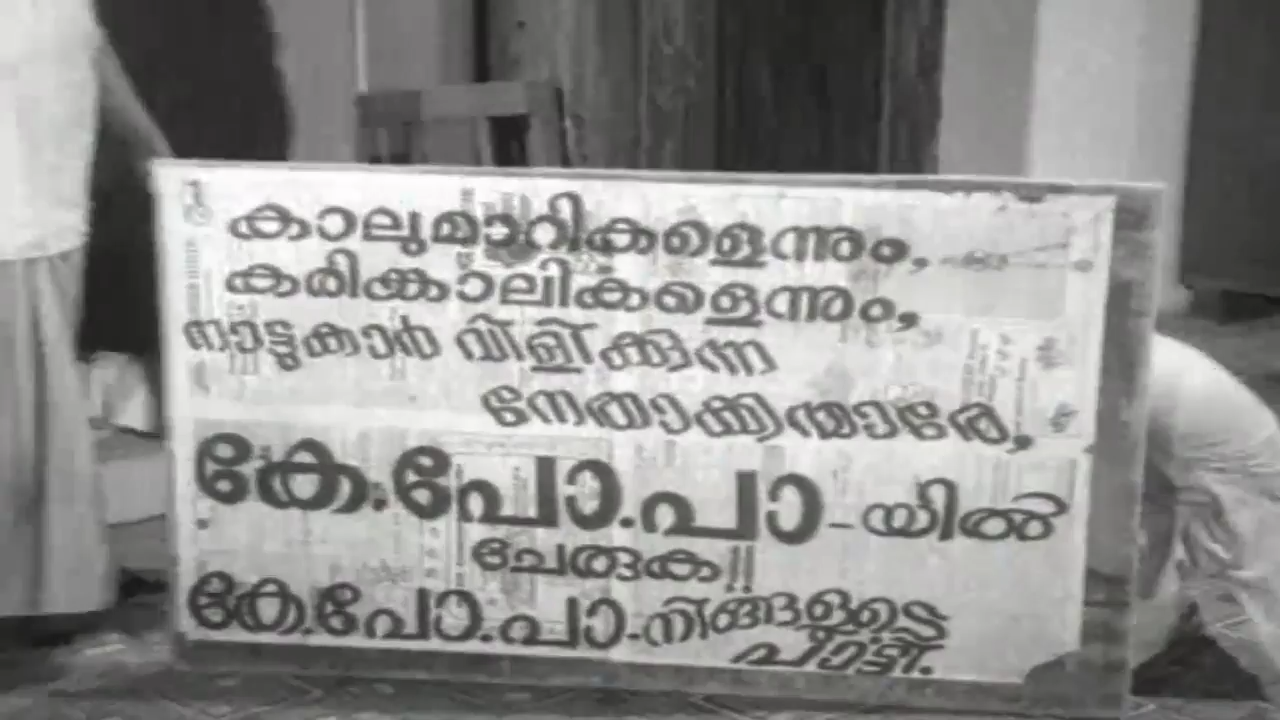 കാലുമാറികളെന്നും,
കരിങ്കാലികളെന്നും,
നാട്ടുകാർ വിളിക്കുന്ന
നേതാക്കന്മാരേ,
കേ.പോ.പാ-യിൽ
ചേരുക!!
കേ.പോ.പാ-നിങ്ങളുടെ
പാർട്ടി.